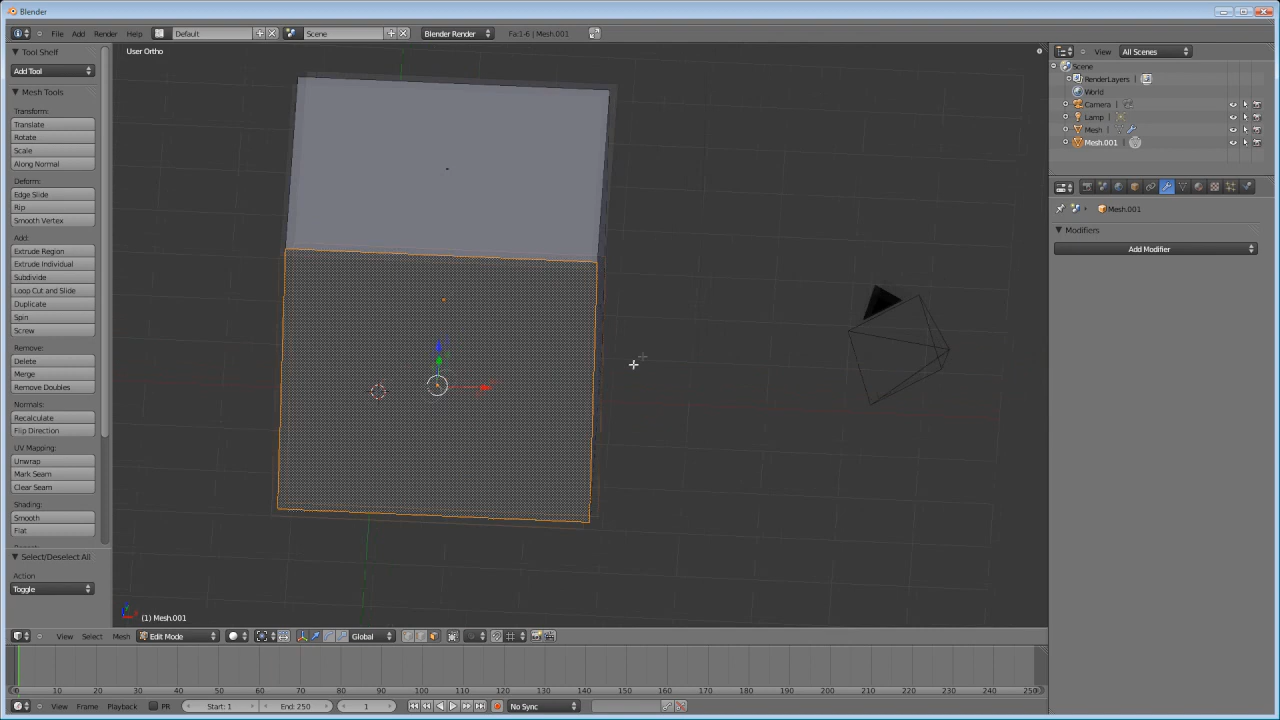 Blender
File Add Render Help Default Scene Blender Render Fa:1-6 | Mesh.001
Tool Shelf
Add Tool
Mesh Tools
Transform:
Translate
Rotate
Scale
Along Normal
Deform:
Edge Slide
Rip
Smooth Vertex
Add:
Extrude Region
Extrude Individual
Subdivide
Loop Cut and Slide
Duplicate
Spin
Screw
Remove:
Delete
Merge
Remove Doubles
Normals:
Recalculate
Flip Direction
UV Mapping:
Unwrap
Mark Seam
Clear Seam
Shading:
Smooth
Flat
Select/Deselect All
Action
Toggle
User Ortho
(1) Mesh.001
View Select Mesh Edit Mode Global
View All Scenes
Scene
RenderLayers
World
Camera
Lamp
Mesh
Mesh.001
Mesh.001
Modifiers
Add Modifier
0 10 20 30 40 50 60 70 80 90 100 110 120 130 140 150 160 170 180 190 200 210 220 230 240 250
View Frame Playback PR Start: 1 End: 250 1 No Sync